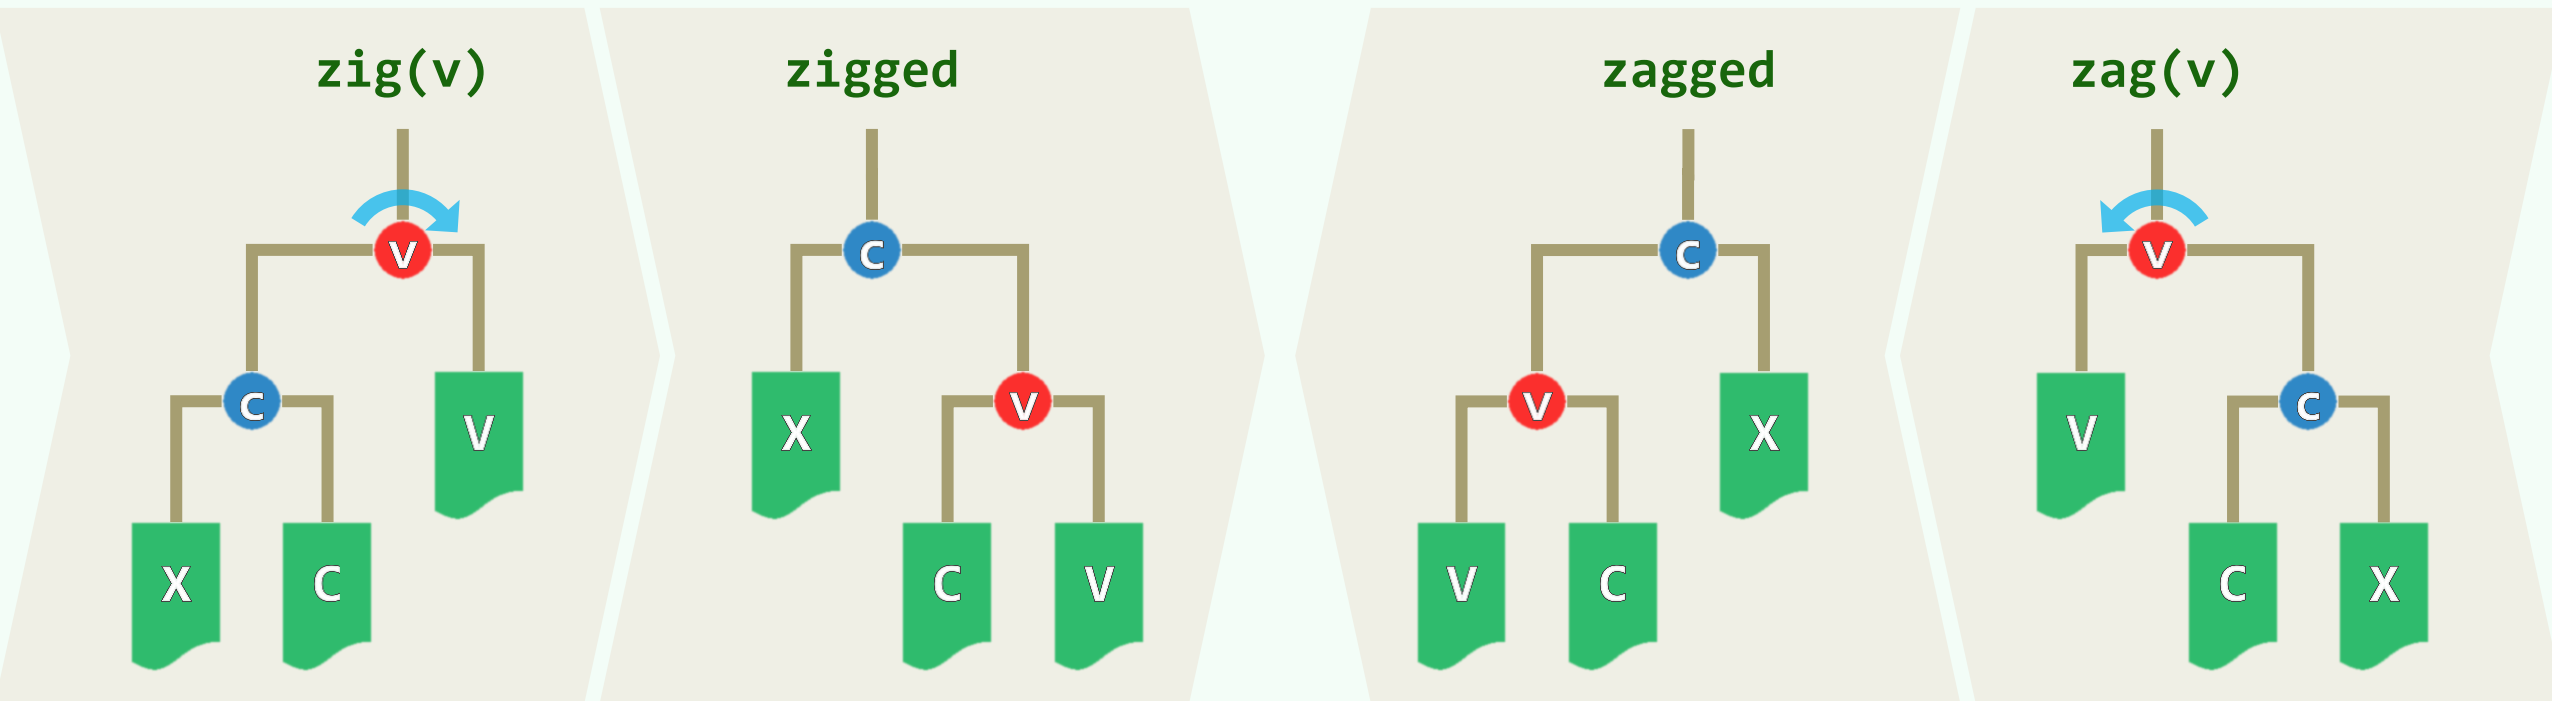 zig(v) zigged zagged zag(v)
v c c v
c V X v v X V c
X C C V V C C X